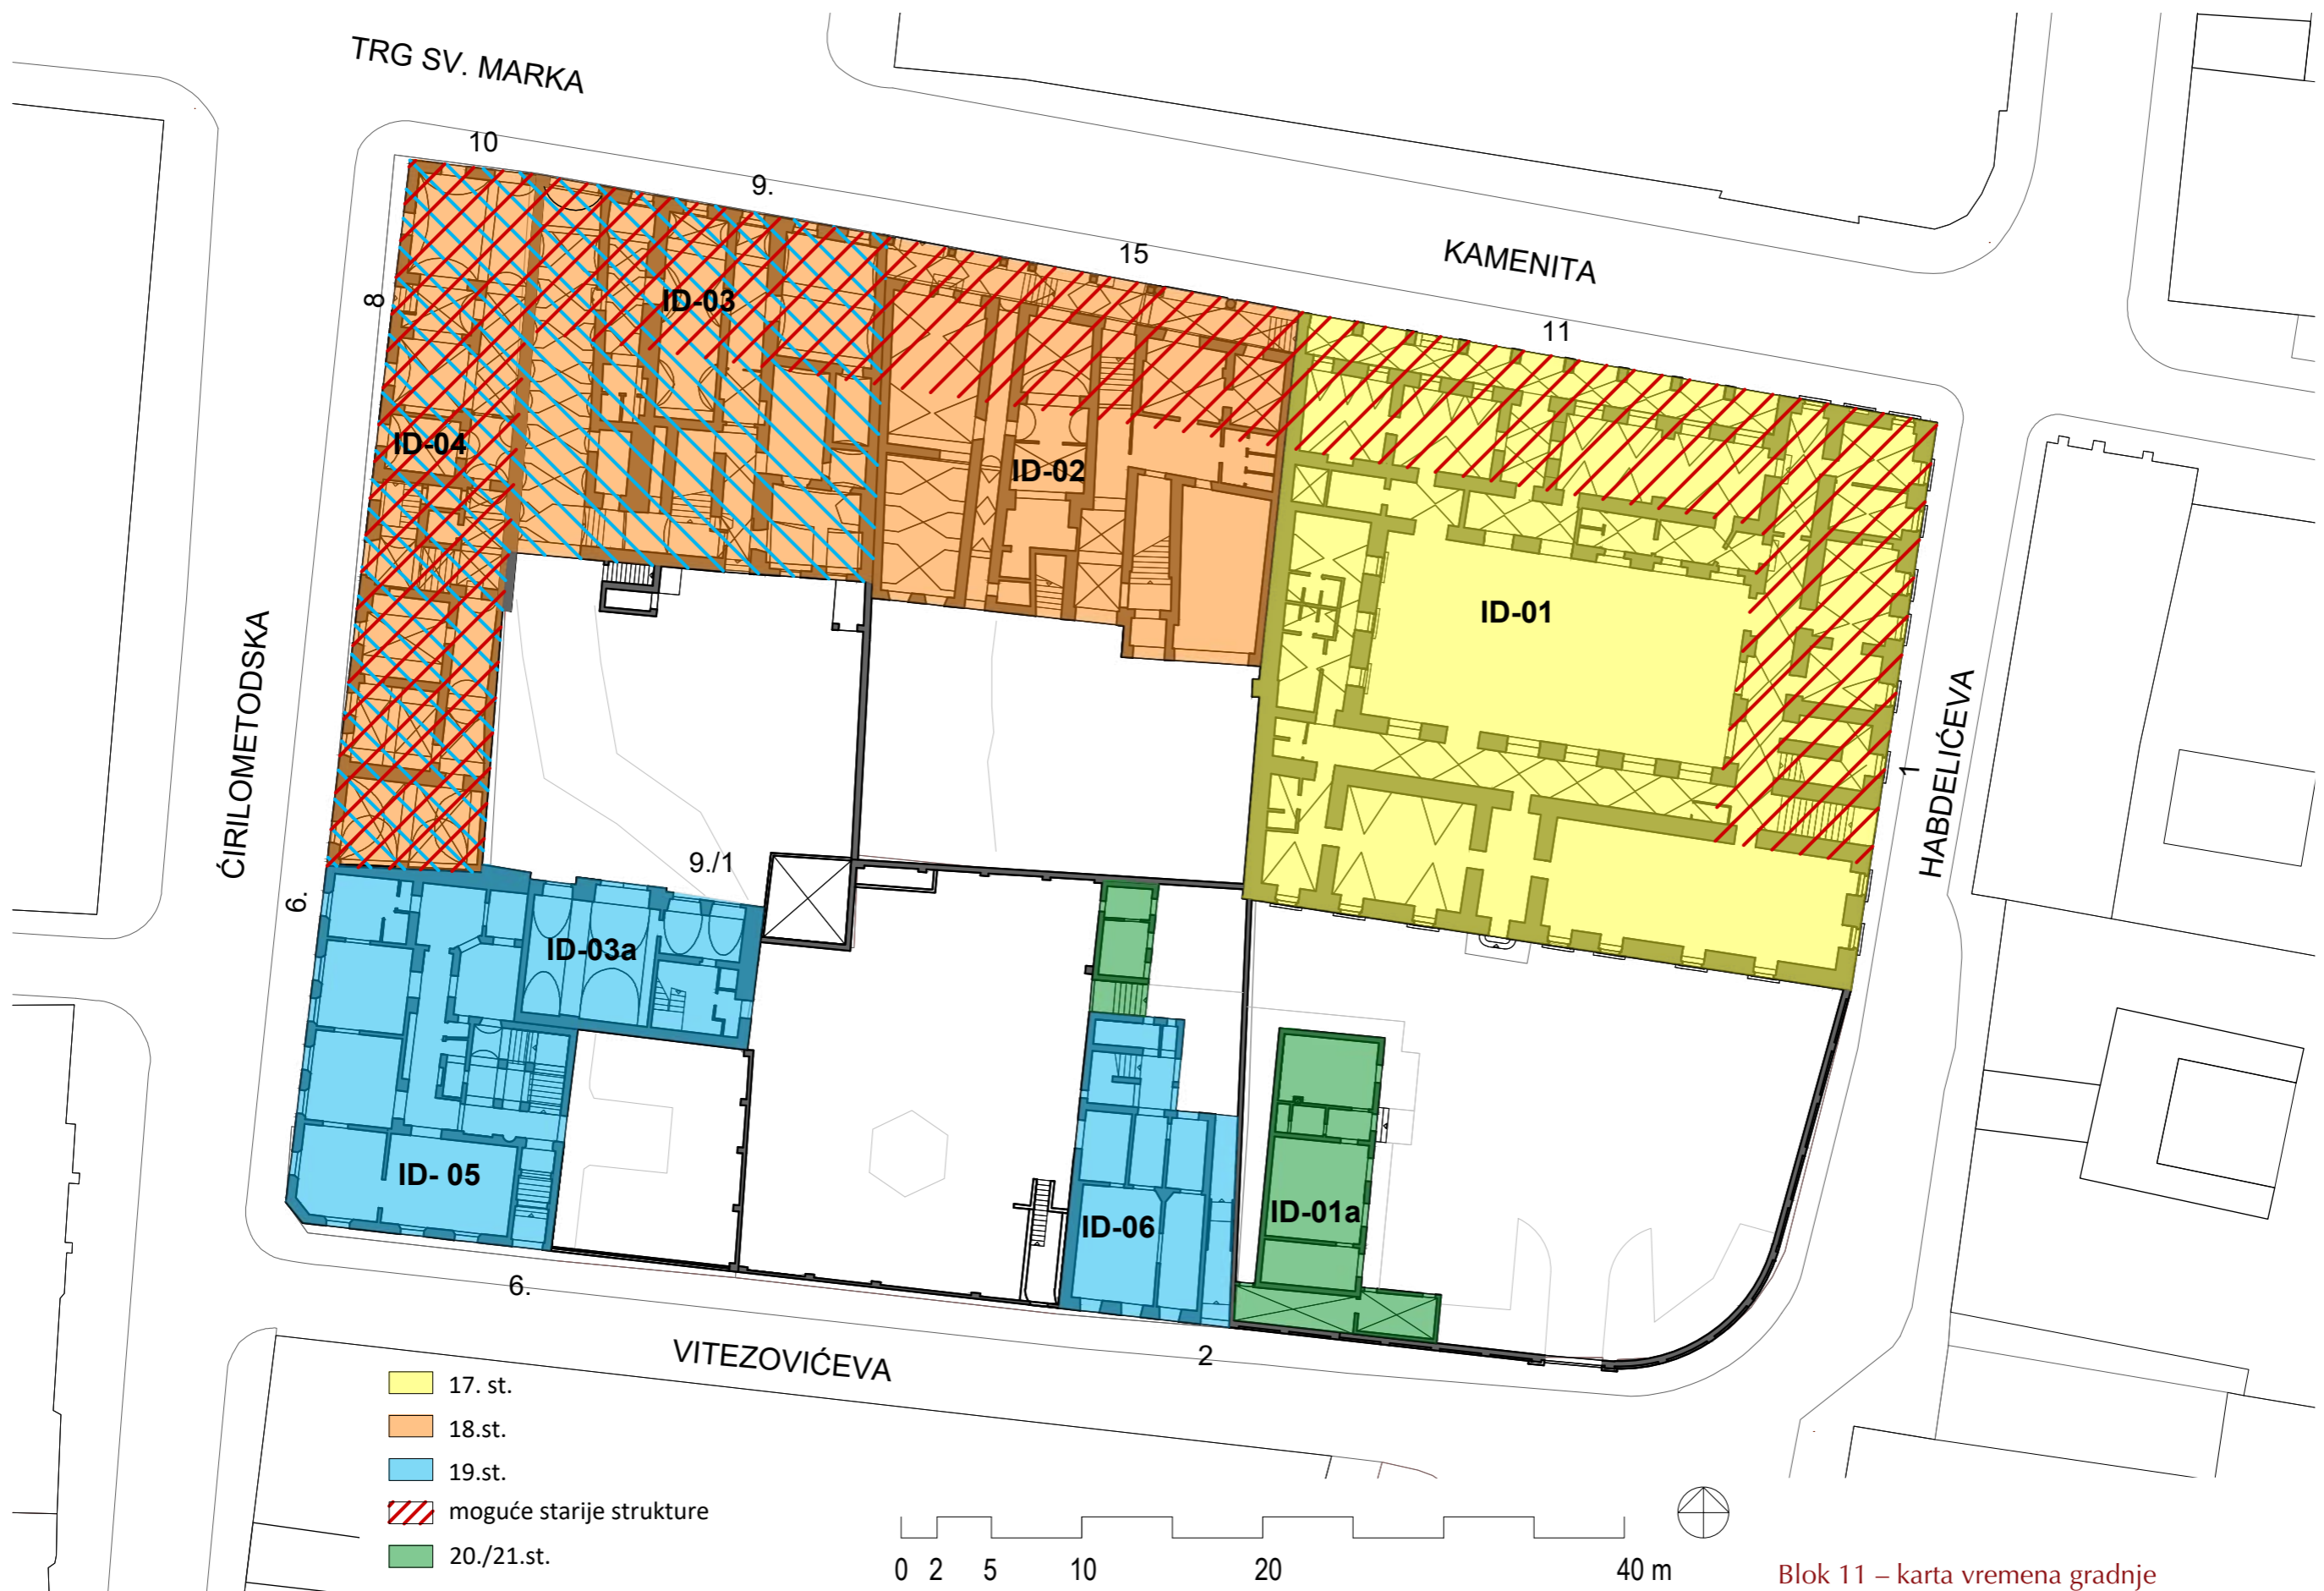 TRG SV. MARKA
10
9.
15
KAMENITA
11
8
ID-03
ID-04
ID-02
ID-01
ĆIRILOMETODSKA
HABDELIĆEVA
1
9./1
6.
ID-03a
ID- 05
ID-06
ID-01a
6.
VITEZOVIĆEVA
2
17. st.
18.st.
19.st.
moguće starije strukture
20./21.st.
0 2 5 10 20 40 m
Blok 11 – karta vremena gradnje